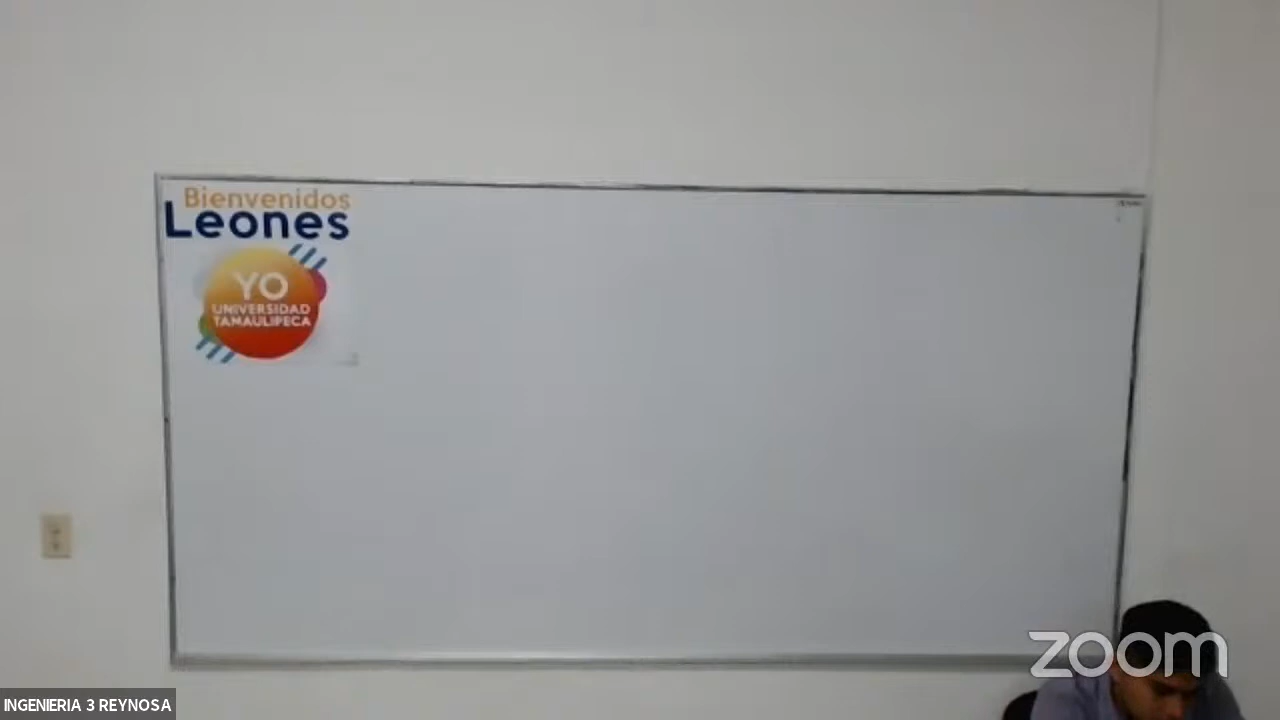 Bienvenidos
Leones
YO
UNIVERSIDAD
TAMAULIPECA
zoom
INGENIERIA 3 REYNOSA